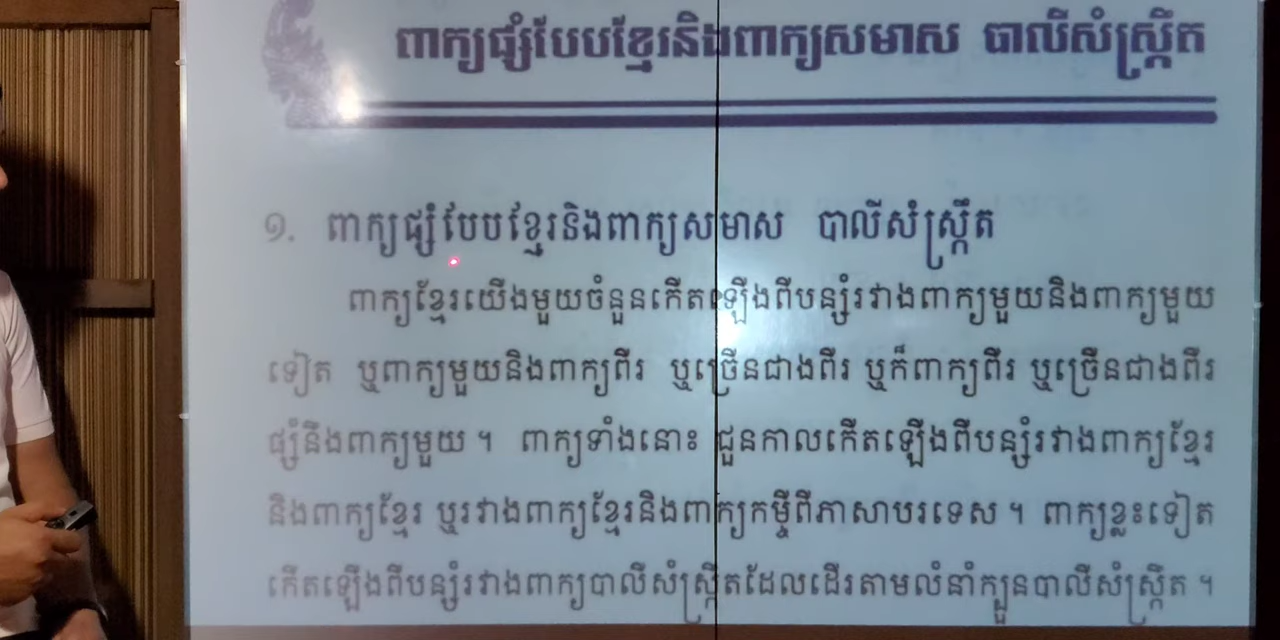 ពាក្យផ្សំបែបខ្មែរនិងពាក្យសមាស បាលីសំស្ក្រឹត
១. ពាក្យផ្សំបែបខ្មែរនិងពាក្យសមាស បាលីសំស្ក្រឹត
ពាក្យខ្មែរយើងមួយចំនួនកើតឡើងពីបន្សំរវាងពាក្យមួយនិងពាក្យមួយ
ទៀត ឬពាក្យមួយនិងពាក្យពីរ ឬច្រើនជាងពីរ ឬក៏ពាក្យពីរ ឬច្រើនជាងពីរ
ផ្សំនឹងពាក្យមួយ ។ ពាក្យទាំងនោះ ជួនកាលកើតឡើងពីបន្សំរវាងពាក្យខ្មែរ
និងពាក្យខ្មែរ ឬរវាងពាក្យខ្មែរនិងពាក្យកម្ចីពីភាសាបរទេស ។ ពាក្យខ្លះទៀត
កើតឡើងពីបន្សំរវាងពាក្យបាលីសំស្ក្រឹតដែលដើរតាមលំនាំក្បួនបាលីសំស្ក្រឹត ។